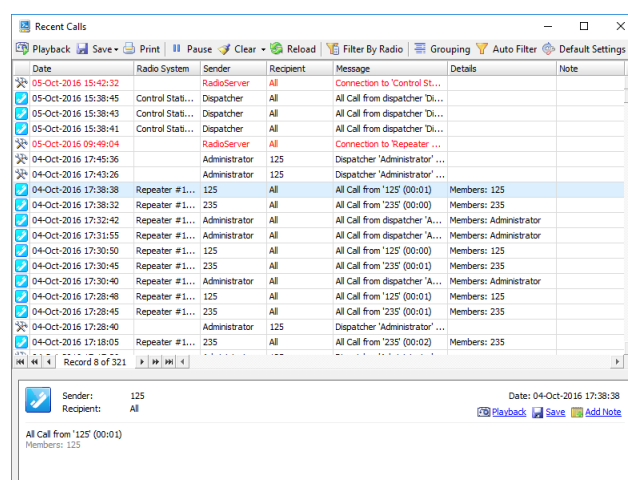 Recent Calls
Playback Save Print Pause Clear Reload Filter By Radio Grouping Auto Filter Default Settings
Date Radio System Sender Recipient Message Details Note
05-Oct-2016 15:42:32 RadioServer All Connection to 'Control St...
05-Oct-2016 15:38:45 Control Stati... Dispatcher All All Call from dispatcher 'Di...
05-Oct-2016 15:38:43 Control Stati... Dispatcher All All Call from dispatcher 'Di...
05-Oct-2016 15:38:41 Control Stati... Dispatcher All All Call from dispatcher 'Di...
05-Oct-2016 09:49:04 RadioServer All Connection to 'Repeater ...
04-Oct-2016 17:45:36 Administrator 125 Dispatcher 'Administrator' ...
04-Oct-2016 17:43:26 Administrator 125 Dispatcher 'Administrator' ...
04-Oct-2016 17:38:38 Repeater #1... 125 All All Call from '125' (00:01) Members: 125
04-Oct-2016 17:38:32 Repeater #1... 235 All All Call from '235' (00:00) Members: 235
04-Oct-2016 17:32:42 Repeater #1... Administrator All All Call from dispatcher 'A... Members: Administrator
04-Oct-2016 17:31:55 Repeater #1... Administrator All All Call from dispatcher 'A... Members: Administrator
04-Oct-2016 17:30:50 Repeater #1... 125 All All Call from '125' (00:00) Members: 125
04-Oct-2016 17:30:45 Repeater #1... 235 All All Call from '235' (00:01) Members: 235
04-Oct-2016 17:30:40 Repeater #1... Administrator All All Call from dispatcher 'A... Members: Administrator
04-Oct-2016 17:28:48 Repeater #1... 125 All All Call from '125' (00:01) Members: 125
04-Oct-2016 17:28:45 Repeater #1... 235 All All Call from '235' (00:01) Members: 235
04-Oct-2016 17:28:40 Administrator 125 Dispatcher 'Administrator' ...
04-Oct-2016 17:18:05 Repeater #1... 235 All All Call from '235' (00:02) Members: 235
Record 8 of 321
Sender: 125 Date: 04-Oct-2016 17:38:38
Recipient: All Playback Save Add Note
All Call from '125' (00:01)
Members: 125